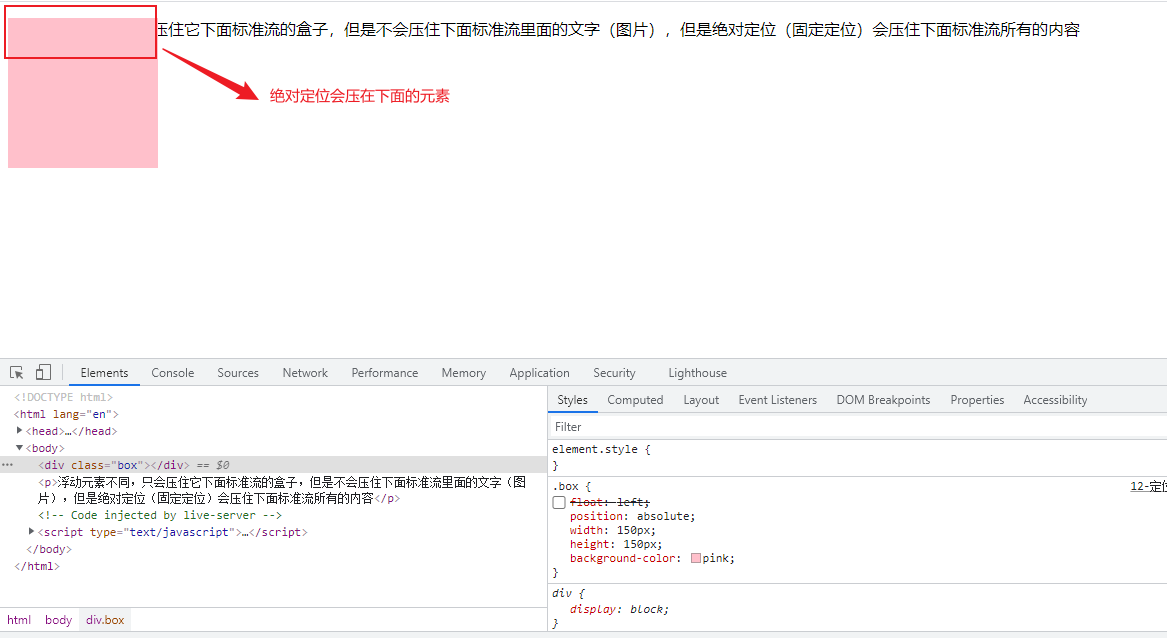 压住它下面标准流的盒子，但是不会压住下面标准流里面的文字（图片），但是绝对定位（固定定位）会压住下面标准流所有的内容
绝对定位会压在下面的元素
Elements Console Sources Network Performance Memory Application Security Lighthouse
<!DOCTYPE html>
<html lang="en">
<head>…</head>
<body>
<div class="box"></div> == $0
<p>浮动元素不同，只会压住它下面标准流的盒子，但是不会压住下面标准流里面的文字（图
片），但是绝对定位（固定定位）会压住下面标准流所有的内容</p>
<!-- Code injected by live-server -->
<script type="text/javascript">…</script>
</body>
</html>
html body div.box
Styles Computed Layout Event Listeners DOM Breakpoints Properties Accessibility
Filter
element.style {
}
.box { 12-定位
float: left;
position: absolute;
width: 150px;
height: 150px;
background-color: pink;
}
div {
display: block;
}